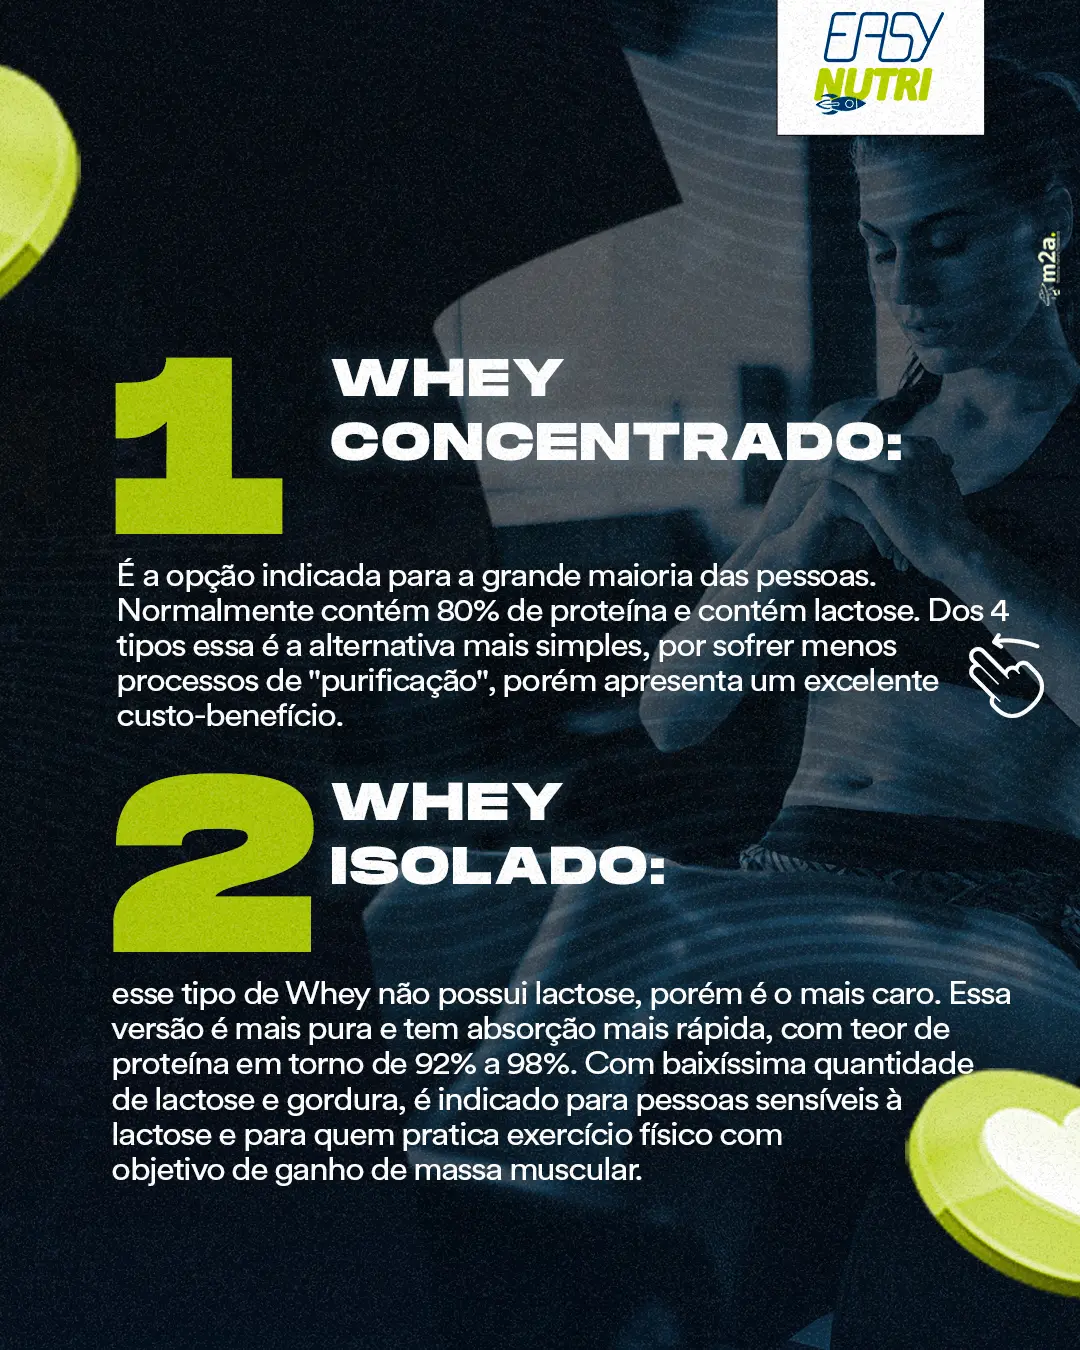 EASY
NUTRI
m2a.
1
WHEY
CONCENTRADO:
É a opção indicada para a grande maioria das pessoas.
Normalmente contém 80% de proteína e contém lactose. Dos 4
tipos essa é a alternativa mais simples, por sofrer menos
processos de "purificação", porém apresenta um excelente
custo-benefício.
2
WHEY
ISOLADO:
esse tipo de Whey não possui lactose, porém é o mais caro. Essa
versão é mais pura e tem absorção mais rápida, com teor de
proteína em torno de 92% a 98%. Com baixíssima quantidade
de lactose e gordura, é indicado para pessoas sensíveis à
lactose e para quem pratica exercício físico com
objetivo de ganho de massa muscular.